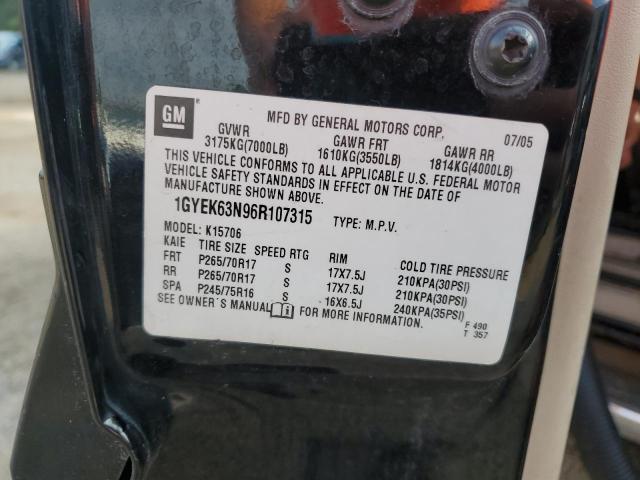 GM ® MFD BY GENERAL MOTORS CORP. 07/05
GVWR GAWR FRT GAWR RR
3175KG(7000LB) 1610KG(3550LB) 1814KG(4000LB)
THIS VEHICLE CONFORMS TO ALL APPLICABLE U.S. FEDERAL MOTOR
VEHICLE SAFETY STANDARDS IN EFFECT ON THE DATE OF
MANUFACTURE SHOWN ABOVE.
1GYEK63N96R107315 TYPE: M.P.V.
MODEL: K15706
KAIE TIRE SIZE SPEED RTG RIM COLD TIRE PRESSURE
FRT P265/70R17 S 17X7.5J 210KPA(30PSI)
RR P265/70R17 S 17X7.5J 210KPA(30PSI)
SPA P245/75R16 S 16X6.5J 240KPA(35PSI)
SEE OWNER'S MANUAL FOR MORE INFORMATION.
F 490
T 357